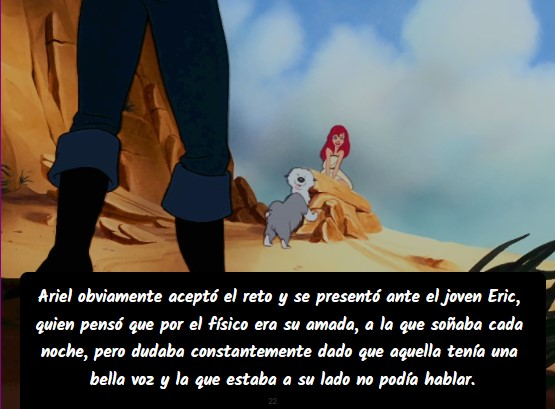 Ariel obviamente aceptó el reto y se presentó ante el joven Eric,
quien pensó que por el físico era su amada, a la que soñaba cada
noche, pero dudaba constantemente dado que aquella tenía una
bella voz y la que estaba a su lado no podía hablar.
22